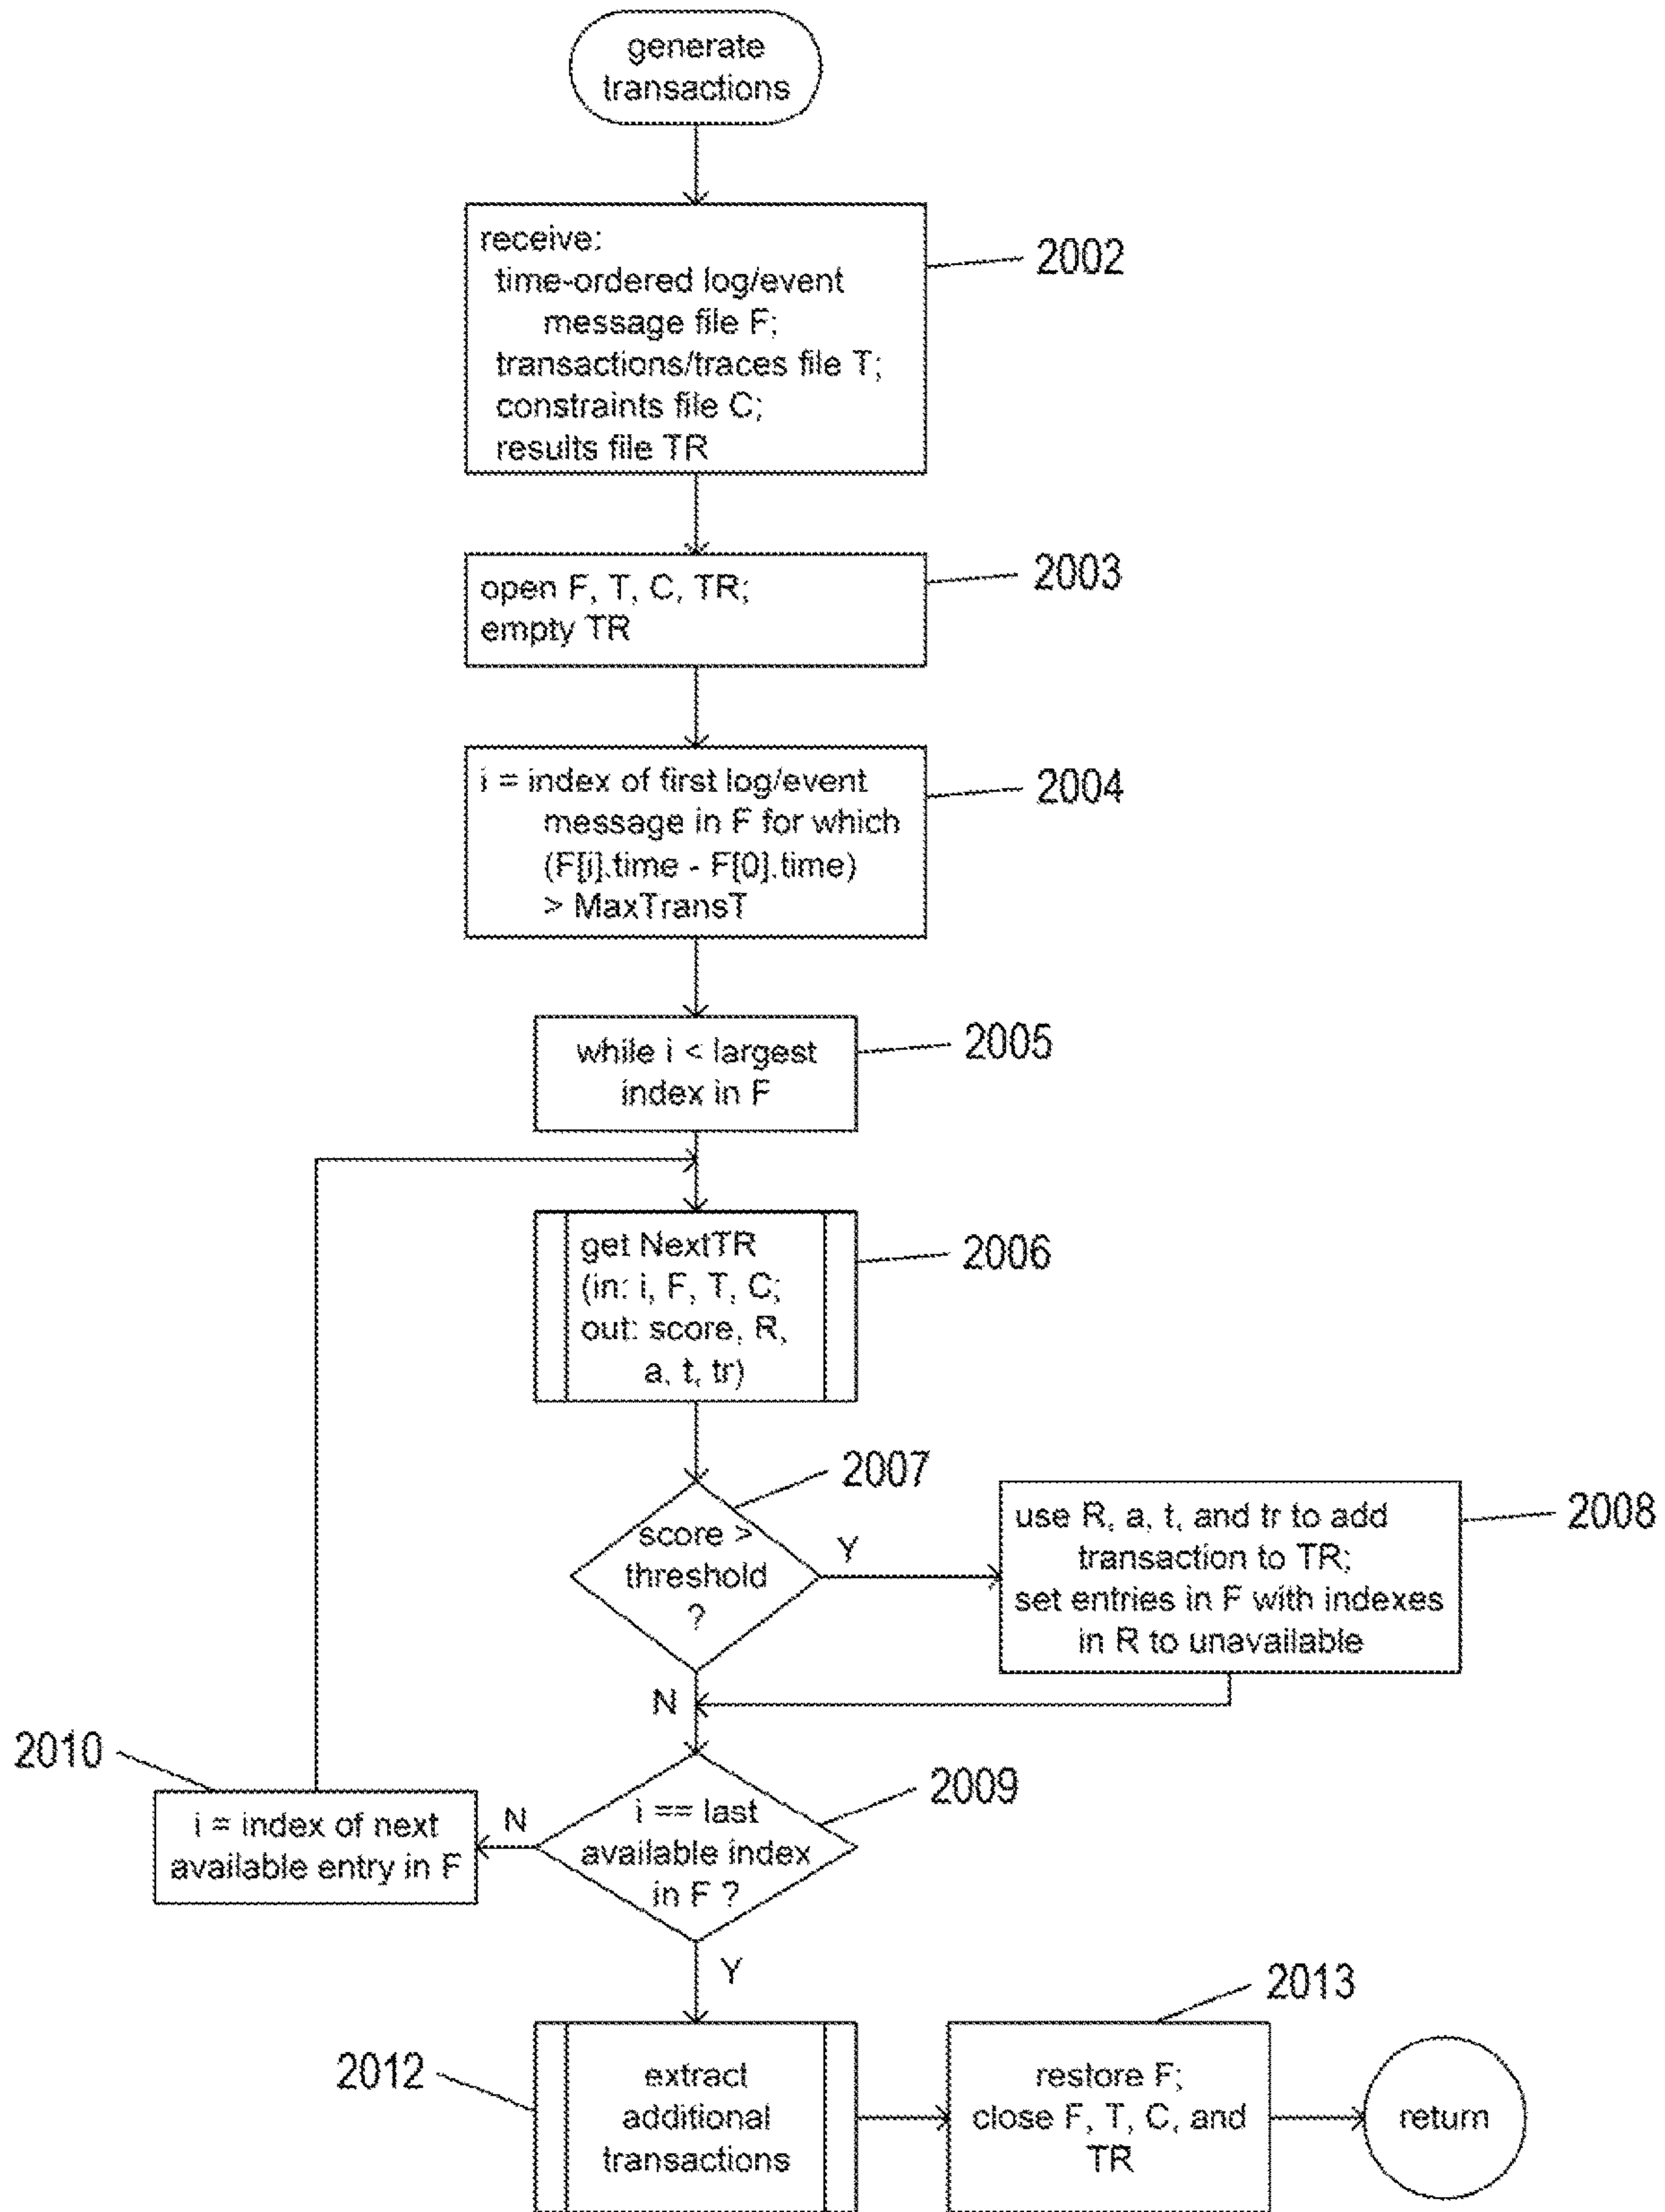 generate
transactions
receive:
time-ordered log/event
message file F;
transactions/traces file T;
constraints file C;
results file TR
2002
open F, T, C, TR;
empty TR
2003
i = index of first log/event
message in F for which
(F[i].time - F[0].time)
> MaxTransT
2004
while i < largest
index in F
2005
get NextTR
(in: i, F, T, C;
out: score, R,
a, t, tr)
2006
2007
score >
threshold
?
Y
N
use R, a, t, and tr to add
transaction to TR;
set entries in F with indexes
in R to unavailable
2008
2010
i = index of next
available entry in F
N
i == last
available index
in F ?
2009
Y
2012
extract
additional
transactions
2013
restore F;
close F, T, C, and
TR
return